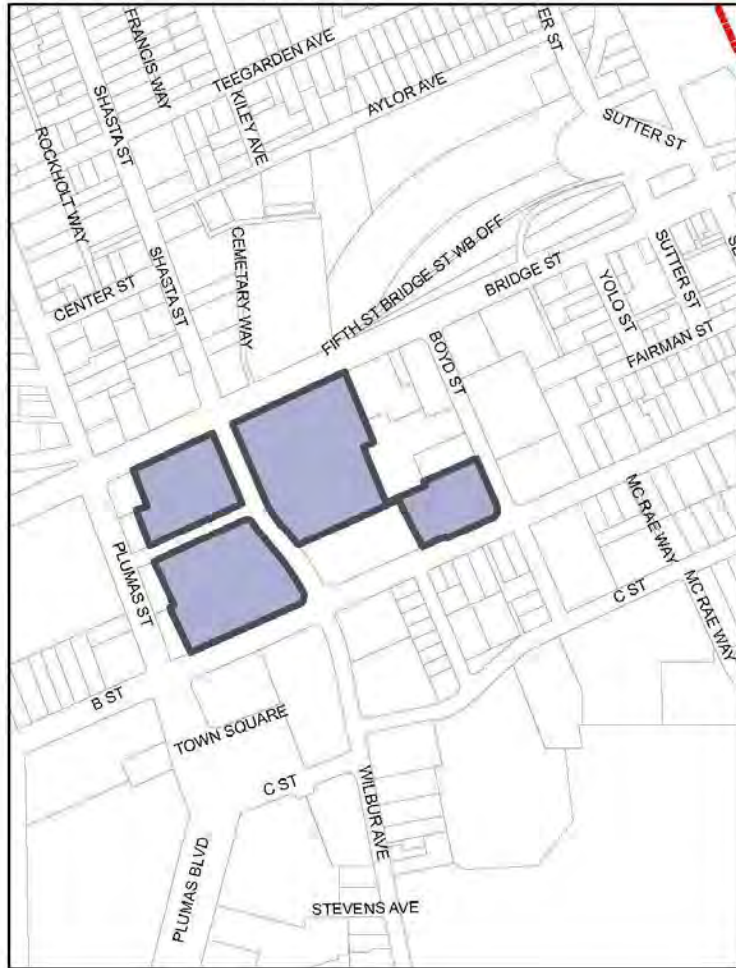 FRANCIS WAY
TEEGARDEN AVE
ER ST
SHASTA ST
KILEY AVE
AYLOR AVE
SUTTER ST
ROCKHOLT WAY
SHASTA ST
CEMETARY WAY
CENTER ST
FIFTH ST BRIDGE ST WB OFF
BRIDGE ST
SUTTER ST
SE
YOLO ST
FAIRMAN ST
BOYD ST
MC RAE WAY
PLUMAS ST
C ST
MC RAE WAY
B ST
TOWN SQUARE
C ST
WILBUR AVE
PLUMAS BLVD
STEVENS AVE